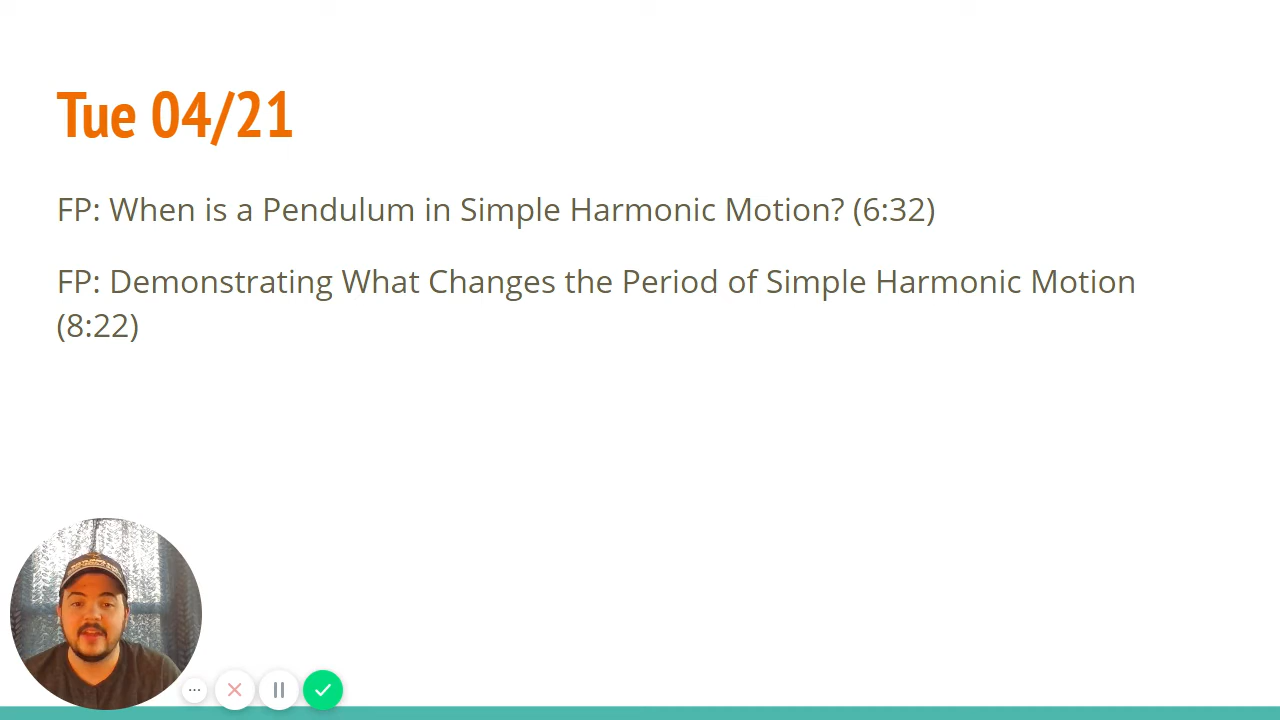 Tue 04/21
FP: When is a Pendulum in Simple Harmonic Motion? (6:32)
FP: Demonstrating What Changes the Period of Simple Harmonic Motion
(8:22)